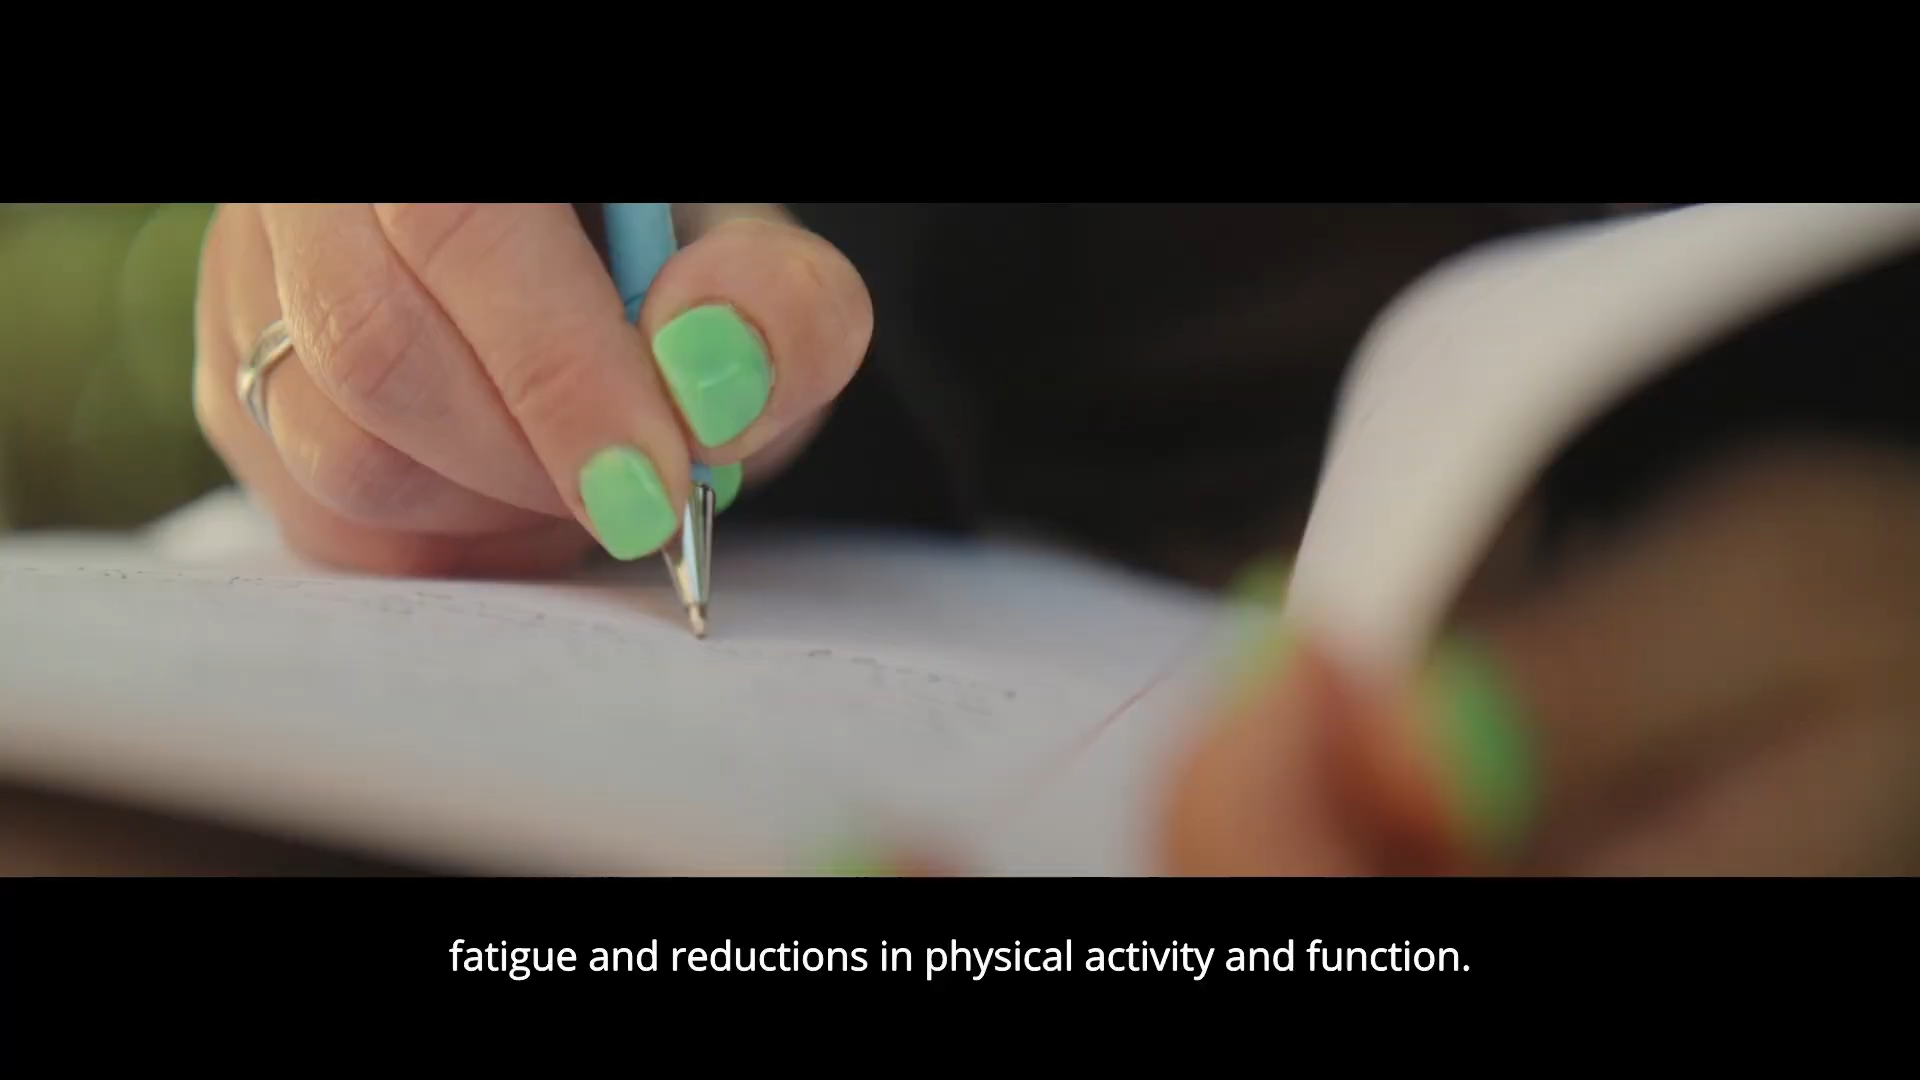 fatigue and reductions in physical activity and function.